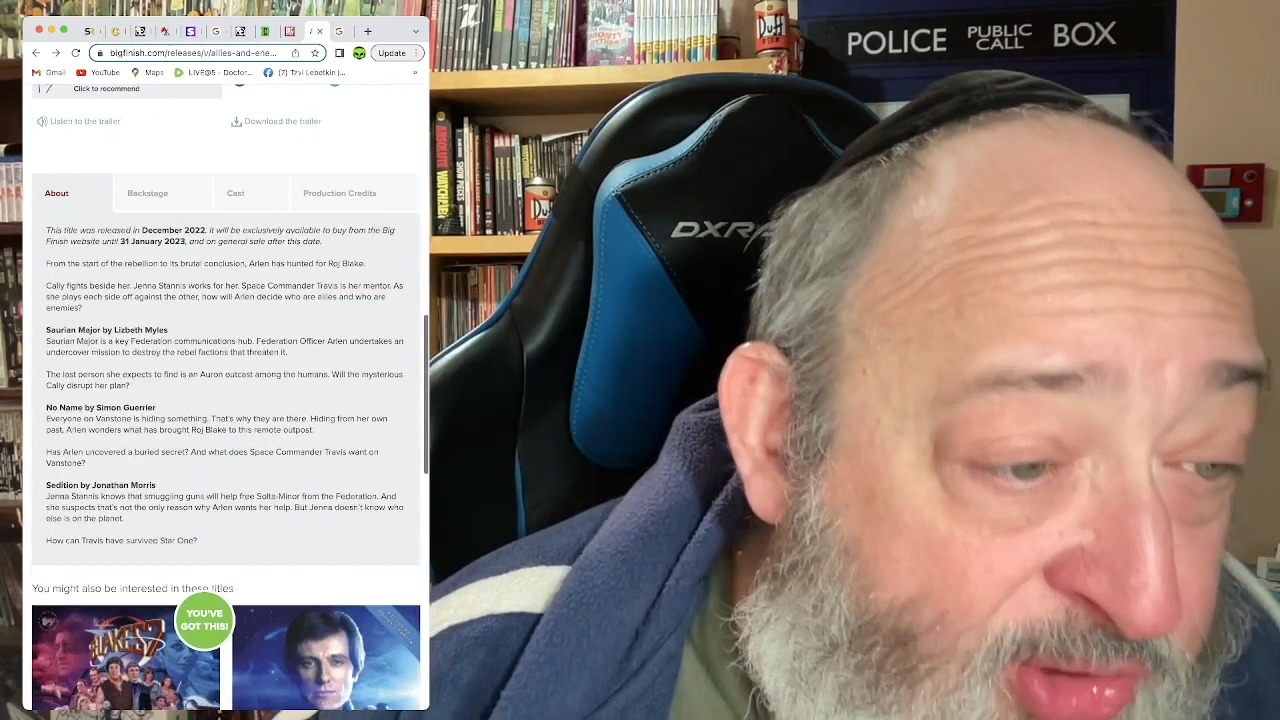 bigfinish.com/releases/v/allies-and-ene...
Update
Gmail
YouTube
Maps
LIVE@5 - Doctor...
(7) Tzvi Lebetkin |...
Click to recommend
Listen to the trailer
Download the trailer
About
Backstage
Cast
Production Credits
This title was released in December 2022. It will be exclusively available to buy from the Big
Finish website until 31 January 2023, and on general sale after this date.
From the start of the rebellion to its brutal conclusion, Arlen has hunted for Roj Blake.
Cally fights beside her. Jenna Stannis works for her. Space Commander Travis is her mentor. As
she plays each side off against the other, how will Arlen decide who are allies and who are
enemies?
Saurian Major by Lizbeth Myles
Saurian Major is a key Federation communications hub. Federation Officer Arlen undertakes an
undercover mission to destroy the rebel factions that threaten it.
The last person she expects to find is an Auron outcast among the humans. Will the mysterious
Cally disrupt her plan?
No Name by Simon Guerrier
Everyone on Vanstone is hiding something. That's why they are there. Hiding from her own
past, Arlen wonders what has brought Roj Blake to this remote outpost.
Has Arlen uncovered a buried secret? And what does Space Commander Travis want on
Vanstone?
Sedition by Jonathan Morris
Jenna Stannis knows that smuggling guns will help free Solta-Minor from the Federation. And
she suspects that's not the only reason why Arlen wants her help. But Jenna doesn't know who
else is on the planet.
How can Travis have survived Star One?
You might also be interested in these titles
YOU'VE
GOT THIS!
BLAKE'S 7
POLICE PUBLIC CALL BOX
Duff
DXRA
ABSOLUTE
WATCHMEN